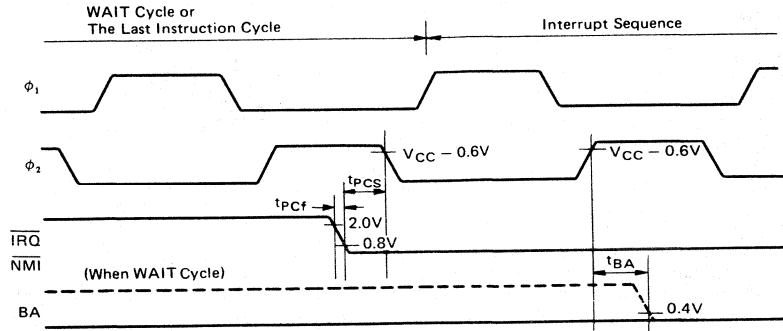 WAIT Cycle or
The Last Instruction Cycle
Interrupt Sequence
ϕ1
ϕ2
VCC – 0.6V
VCC – 0.6V
tPCS
tPCf
2.0V
IRQ
0.8V
NMI
(When WAIT Cycle)
tBA
BA
0.4V